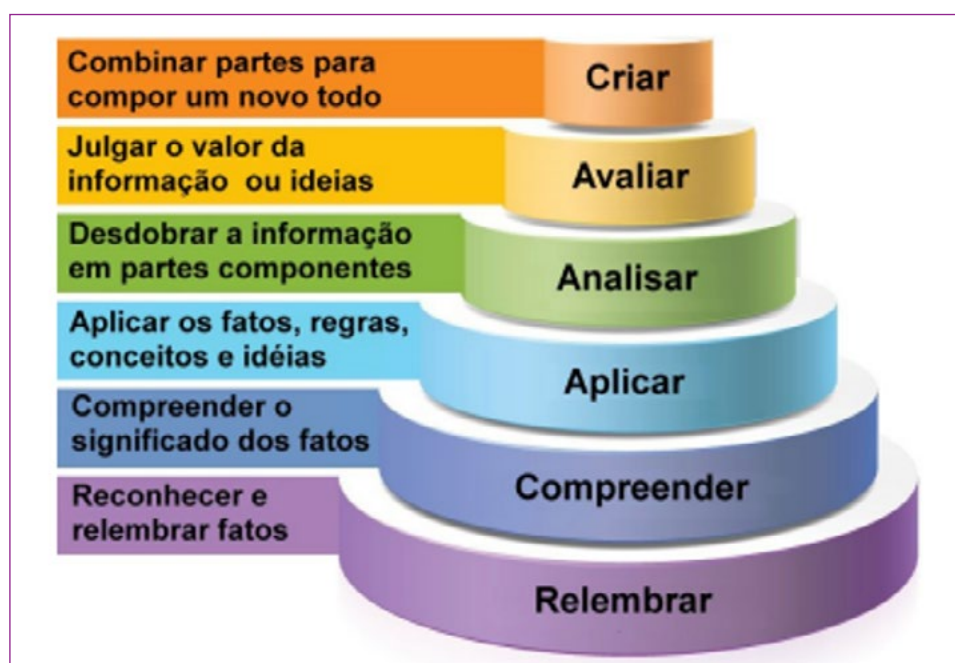 Combinar partes para
compor um novo todo
Criar
Julgar o valor da
informação ou ideias
Avaliar
Desdobrar a informação
em partes componentes
Analisar
Aplicar os fatos, regras,
conceitos e idéias
Aplicar
Compreender o
significado dos fatos
Compreender
Reconhecer e
relembrar fatos
Relembrar